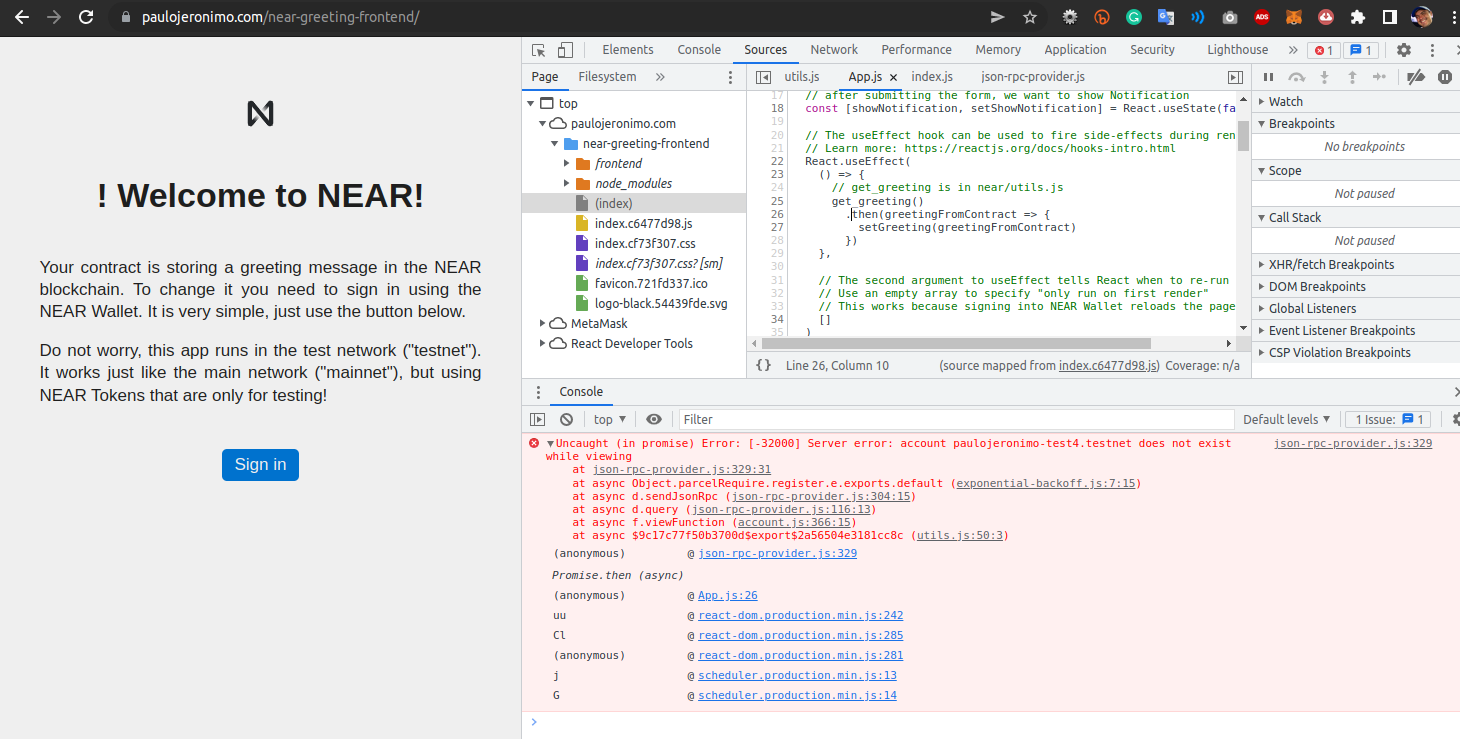 paulojeronimo.com/near-greeting-frontend/
! Welcome to NEAR!
Your contract is storing a greeting message in the NEAR
blockchain. To change it you need to sign in using the
NEAR Wallet. It is very simple, just use the button below.
Do not worry, this app runs in the test network ("testnet").
It works just like the main network ("mainnet"), but using
NEAR Tokens that are only for testing!
Sign in
Elements Console Sources Network Performance Memory Application Security Lighthouse » 1 1
Page Filesystem »
top
paulojeronimo.com
near-greeting-frontend
frontend
node_modules
(index)
index.c6477d98.js
index.cf73f307.css
index.cf73f307.css? [sm]
favicon.721fd337.ico
logo-black.54439fde.svg
MetaMask
React Developer Tools
utils.js App.js × index.js json-rpc-provider.js
17 // after submitting the form, we want to show Notification
18 const [showNotification, setShowNotification] = React.useState(fa
19
20 // The useEffect hook can be used to fire side-effects during ren
21 // Learn more: https://reactjs.org/docs/hooks-intro.html
22 React.useEffect(
23 () => {
24 // get_greeting is in near/utils.js
25 get_greeting()
26 .then(greetingFromContract => {
27 setGreeting(greetingFromContract)
28 })
29 },
30
31 // The second argument to useEffect tells React when to re-run
32 // Use an empty array to specify "only run on first render"
33 // This works because signing into NEAR Wallet reloads the page
34 []
35 )
{} Line 26, Column 10 (source mapped from index.c6477d98.js) Coverage: n/a
Watch
Breakpoints
No breakpoints
Scope
Not paused
Call Stack
Not paused
XHR/fetch Breakpoints
DOM Breakpoints
Global Listeners
Event Listener Breakpoints
CSP Violation Breakpoints
Console
top Filter Default levels 1 Issue: 1
Uncaught (in promise) Error: [-32000] Server error: account paulojeronimo-test4.testnet does not exist json-rpc-provider.js:329
while viewing
at json-rpc-provider.js:329:31
at async Object.parcelRequire.register.e.exports.default (exponential-backoff.js:7:15)
at async d.sendJsonRpc (json-rpc-provider.js:304:15)
at async d.query (json-rpc-provider.js:116:13)
at async f.viewFunction (account.js:366:15)
at async $9c17c77f50b3700d$export$2a56504e3181cc8c (utils.js:50:3)
(anonymous) @ json-rpc-provider.js:329
Promise.then (async)
(anonymous) @ App.js:26
uu @ react-dom.production.min.js:242
Cl @ react-dom.production.min.js:285
(anonymous) @ react-dom.production.min.js:281
j @ scheduler.production.min.js:13
G @ scheduler.production.min.js:14